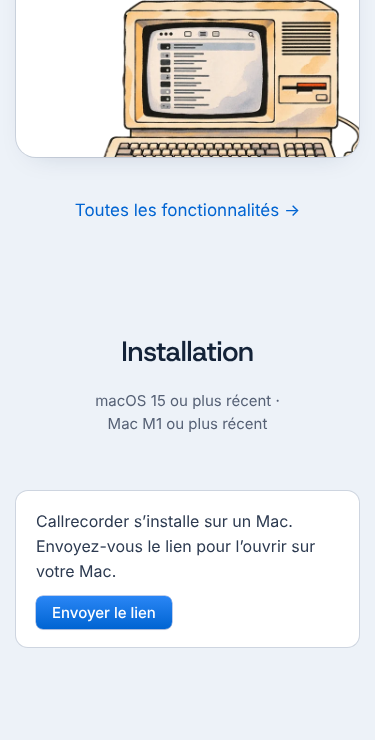 Toutes les fonctionnalités →
Installation
macOS 15 ou plus récent ·
Mac M1 ou plus récent
Callrecorder s’installe sur un Mac.
Envoyez-vous le lien pour l’ouvrir sur
votre Mac.
Envoyer le lien